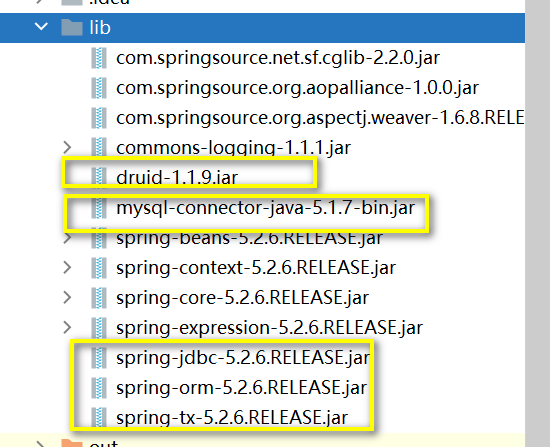 .idea
lib
com.springsource.net.sf.cglib-2.2.0.jar
com.springsource.org.aopalliance-1.0.0.jar
com.springsource.org.aspectj.weaver-1.6.8.RELE
commons-logging-1.1.1.jar
druid-1.1.9.jar
mysql-connector-java-5.1.7-bin.jar
spring-beans-5.2.6.RELEASE.jar
spring-context-5.2.6.RELEASE.jar
spring-core-5.2.6.RELEASE.jar
spring-expression-5.2.6.RELEASE.jar
spring-jdbc-5.2.6.RELEASE.jar
spring-orm-5.2.6.RELEASE.jar
spring-tx-5.2.6.RELEASE.jar
out